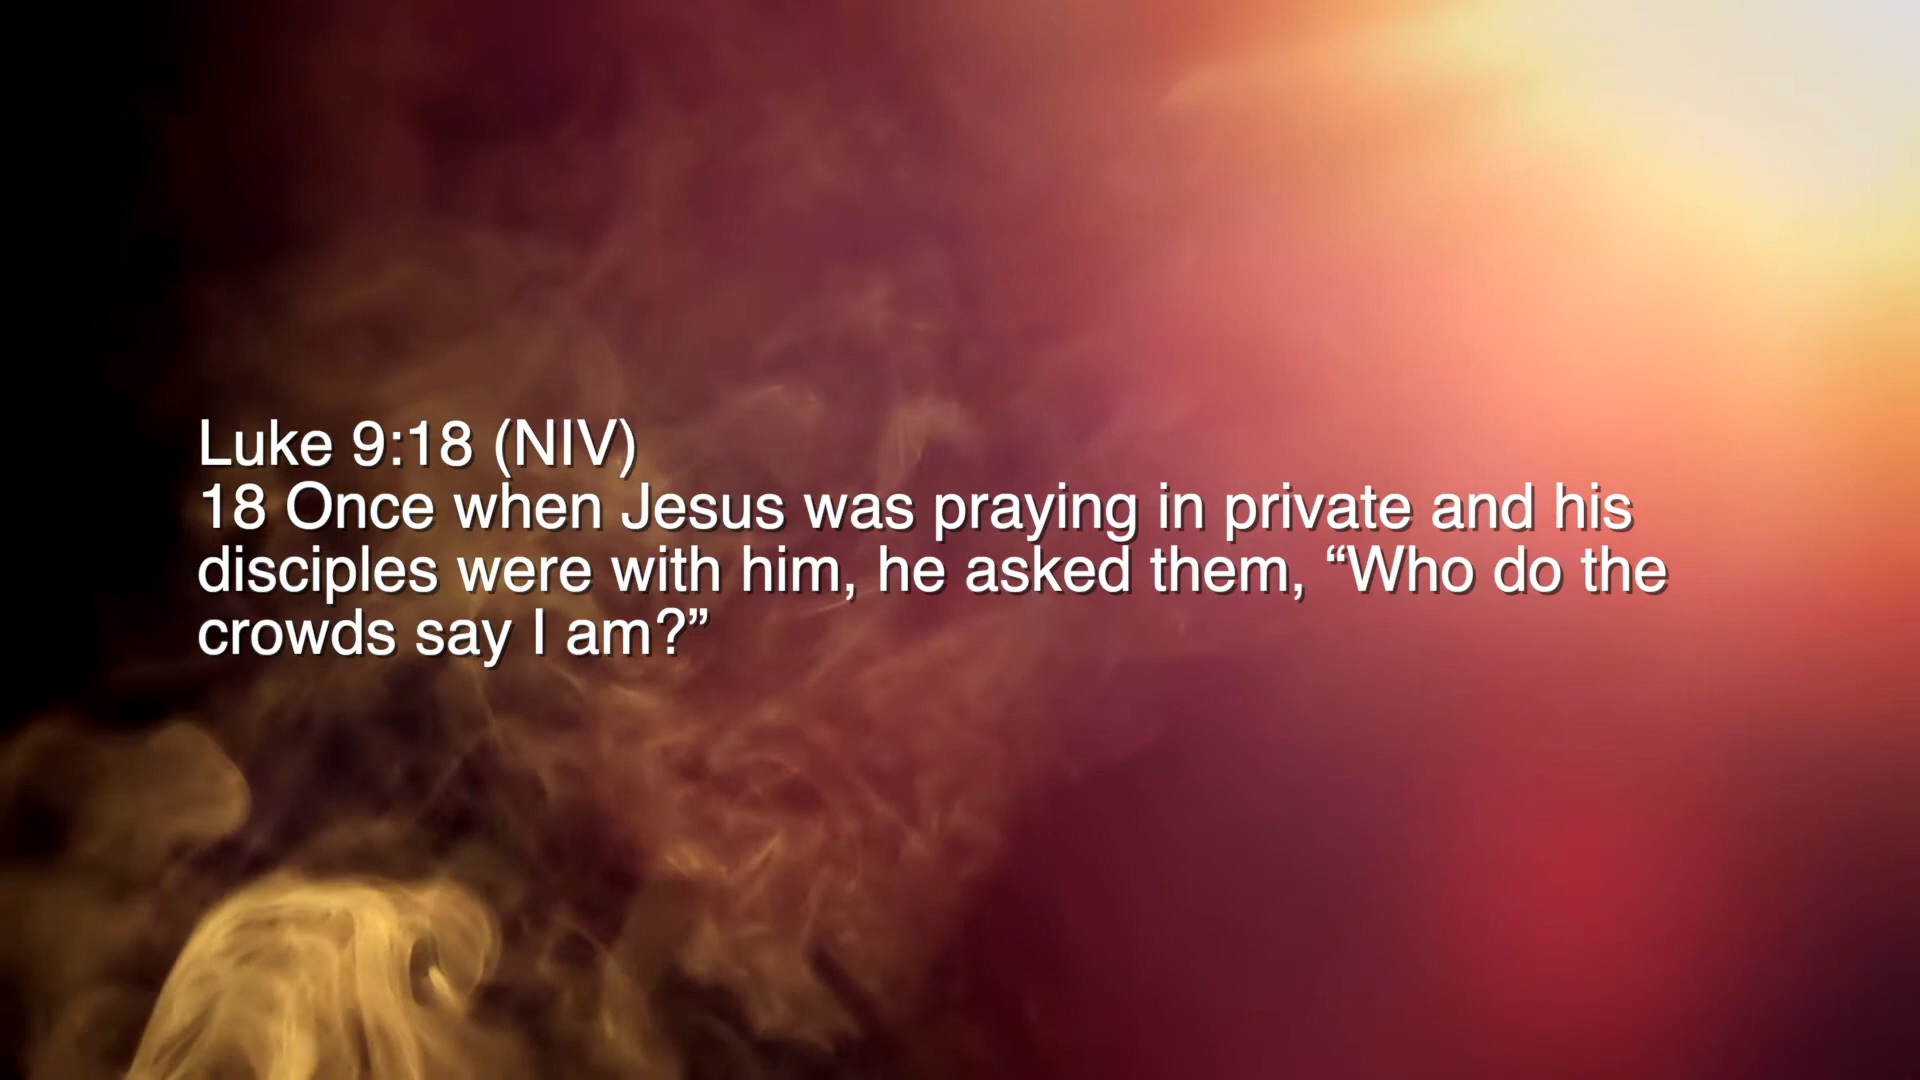 Luke 9:18 (NIV)
18 Once when Jesus was praying in private and his
disciples were with him, he asked them, “Who do the
crowds say I am?”